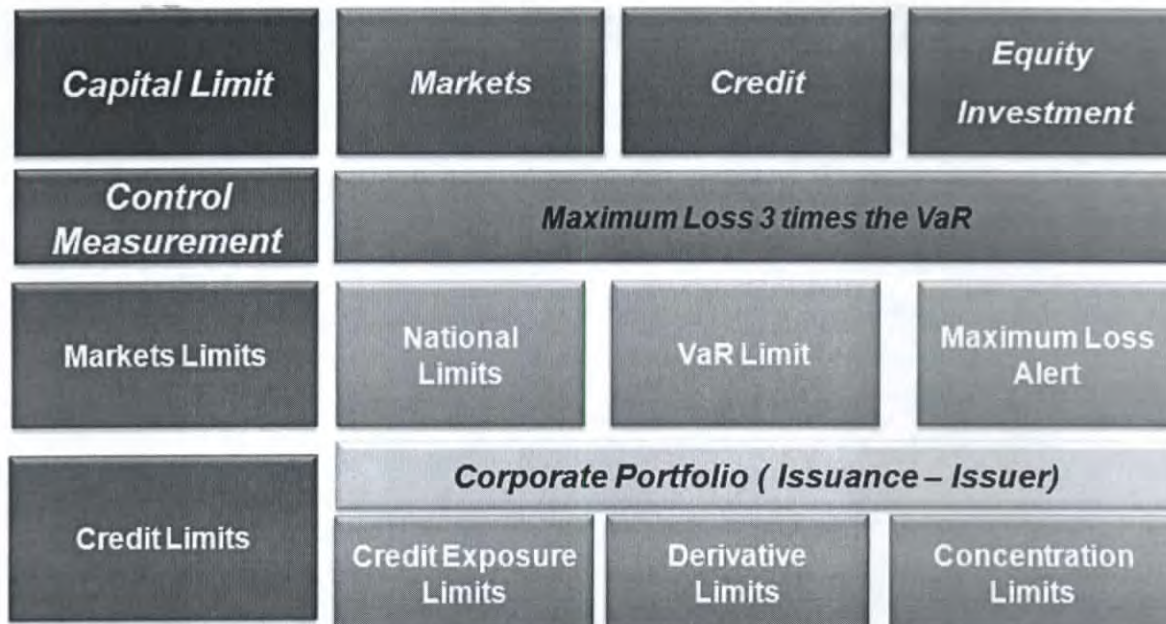 Capital Limit
Markets
Credit
Equity
Investment
Control
Measurement
Maximum Loss 3 times the VaR
Markets Limits
National
Limits
VaR Limit
Maximum Loss
Alert
Credit Limits
Corporate Portfolio ( Issuance – Issuer)
Credit Exposure
Limits
Derivative
Limits
Concentration
Limits